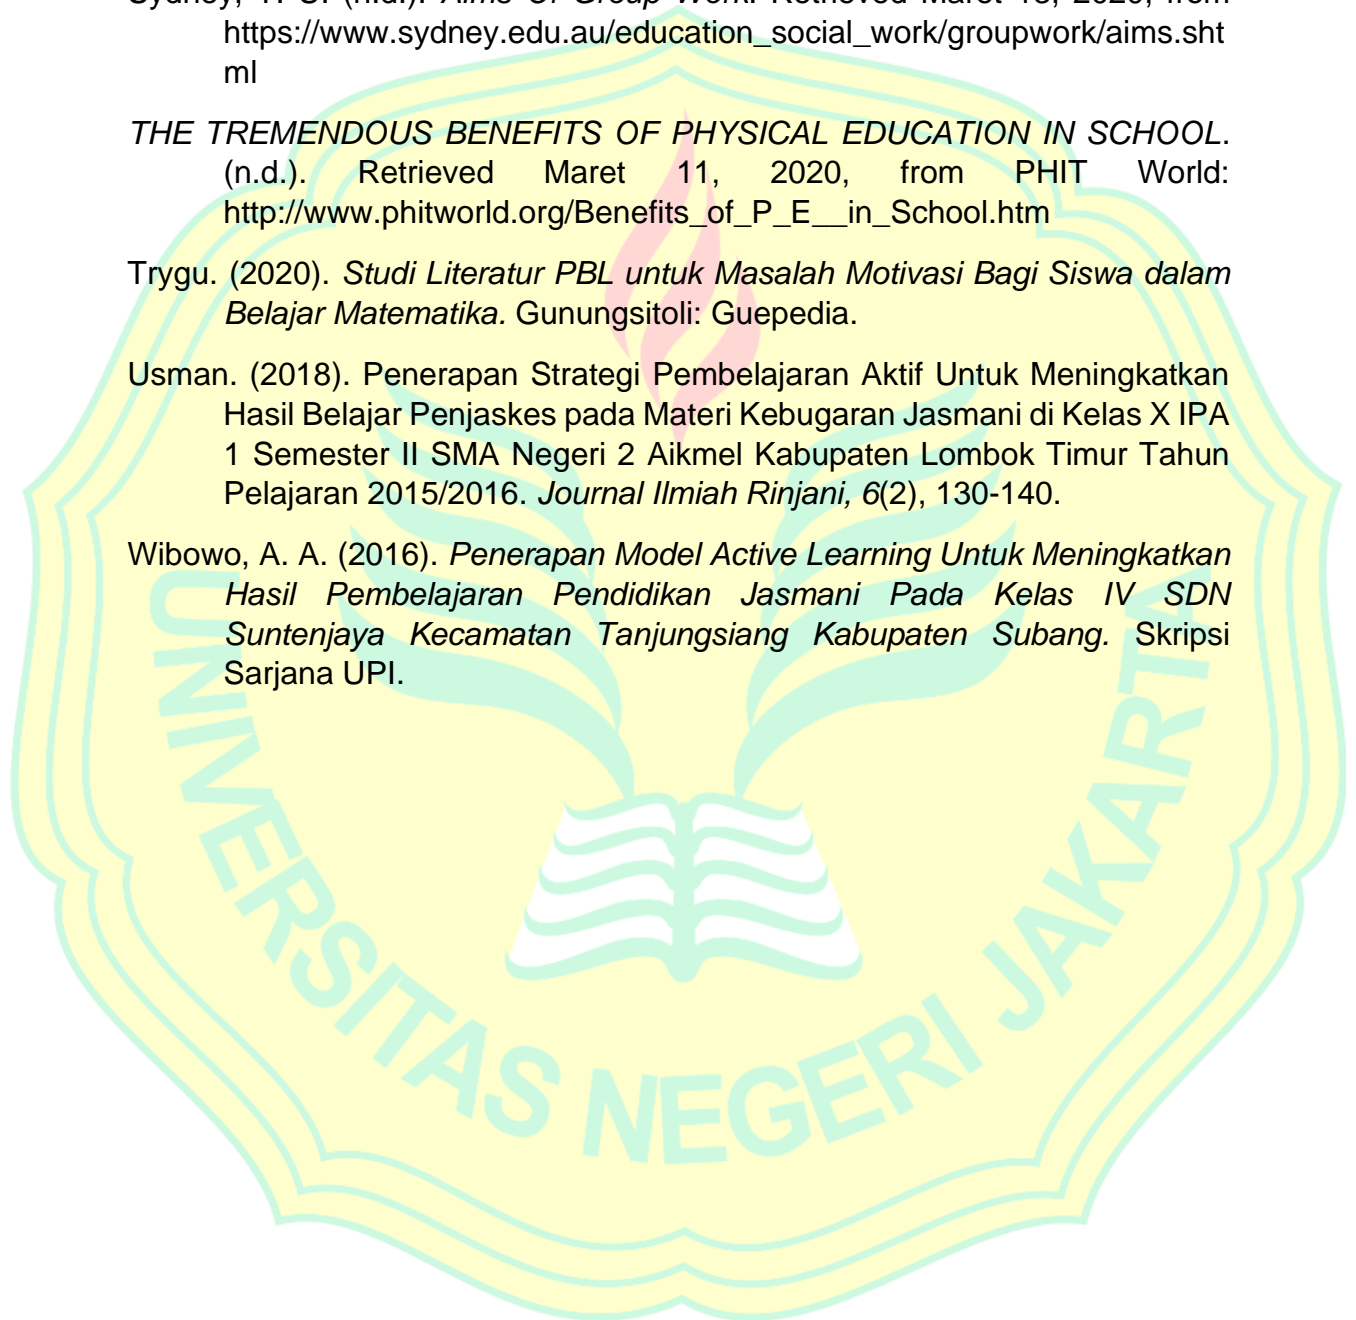 https://www.sydney.edu.au/education_social_work/groupwork/aims.sht
ml
THE TREMENDOUS BENEFITS OF PHYSICAL EDUCATION IN SCHOOL.
(n.d.). Retrieved Maret 11, 2020, from PHIT World:
http://www.phitworld.org/Benefits_of_P_E__in_School.htm
Trygu. (2020). Studi Literatur PBL untuk Masalah Motivasi Bagi Siswa dalam
Belajar Matematika. Gunungsitoli: Guepedia.
Usman. (2018). Penerapan Strategi Pembelajaran Aktif Untuk Meningkatkan
Hasil Belajar Penjaskes pada Materi Kebugaran Jasmani di Kelas X IPA
1 Semester II SMA Negeri 2 Aikmel Kabupaten Lombok Timur Tahun
Pelajaran 2015/2016. Journal Ilmiah Rinjani, 6(2), 130-140.
Wibowo, A. A. (2016). Penerapan Model Active Learning Untuk Meningkatkan
Hasil Pembelajaran Pendidikan Jasmani Pada Kelas IV SDN
Suntenjaya Kecamatan Tanjungsiang Kabupaten Subang. Skripsi
Sarjana UPI.
UNIVERSITAS NEGERI JAKARTA